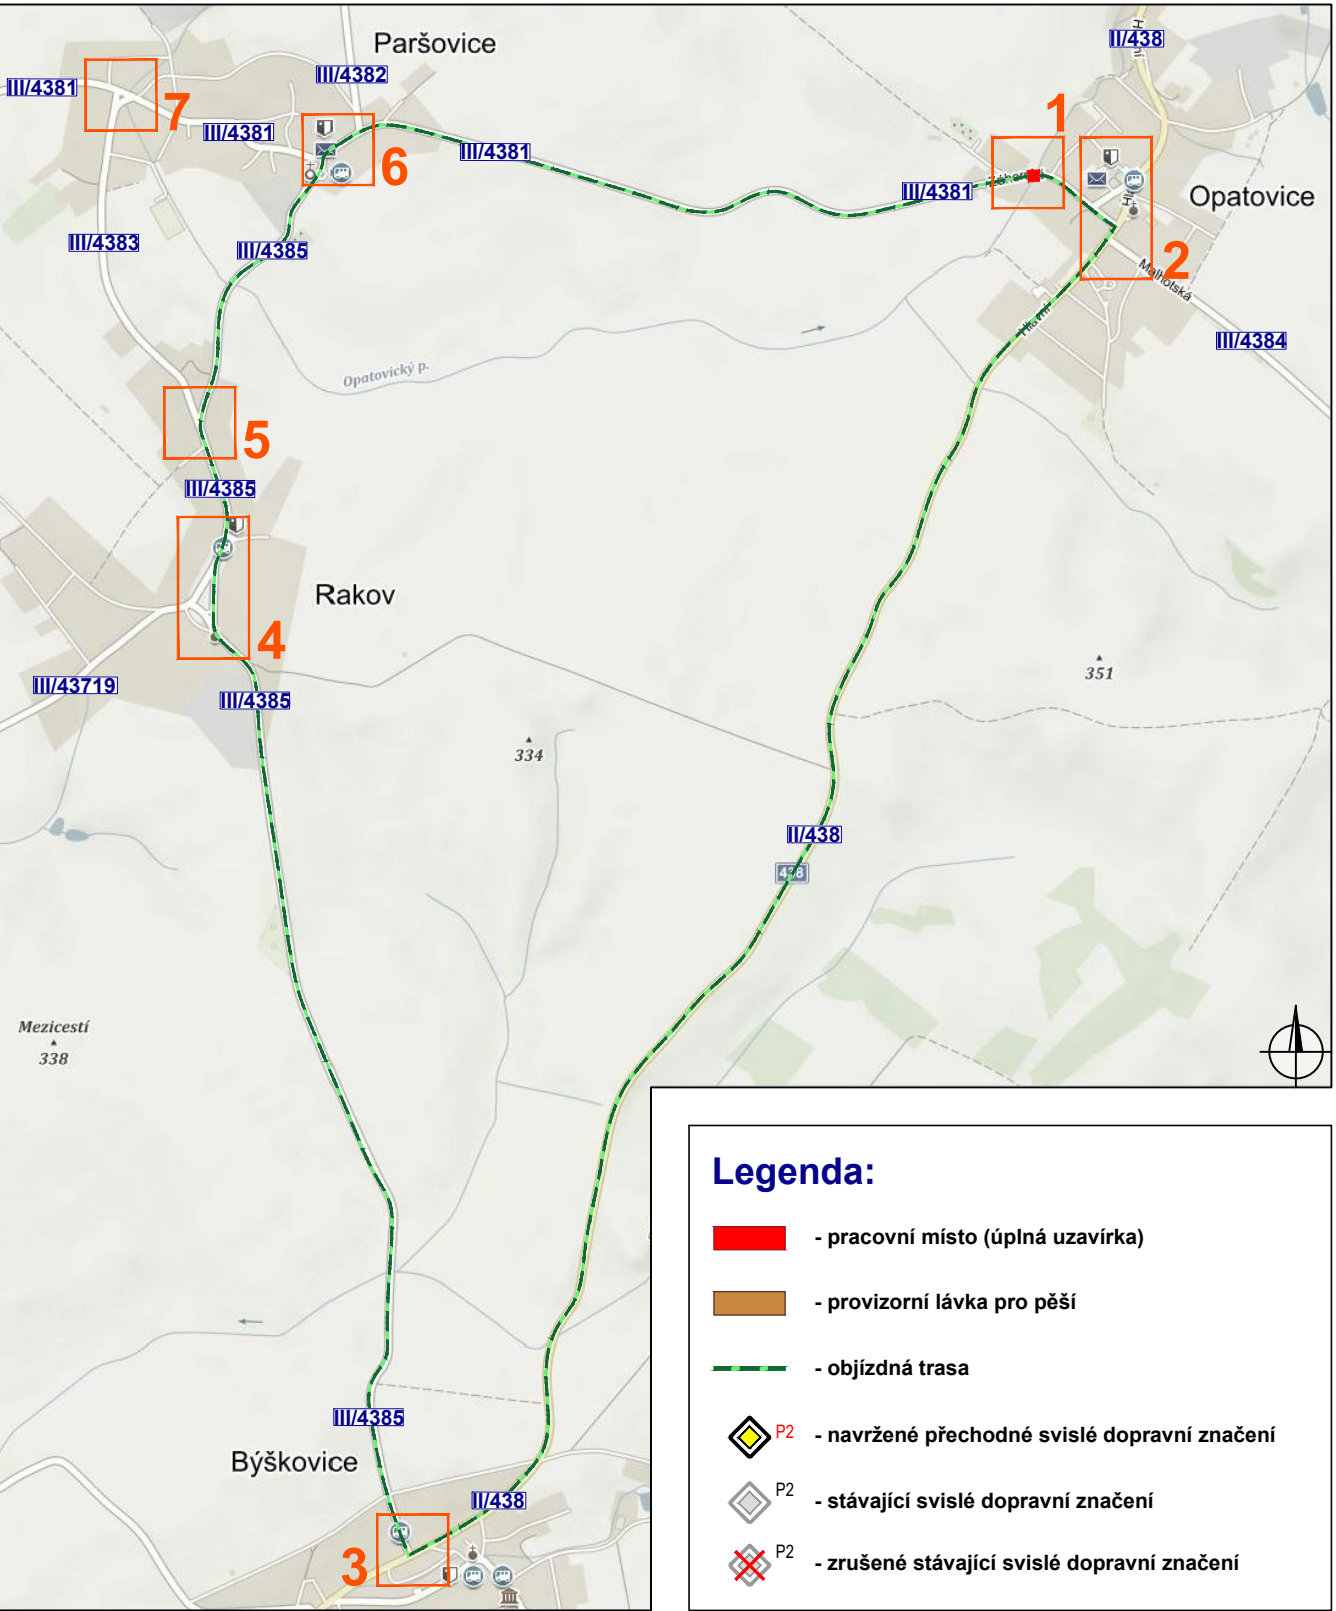 Paršovice
II/438
Hlavní
III/4382
III/4381
7
III/4381
1
6
III/4381
III/4381
Opatovice
III/4383
III/4385
2
Malhotská
Hlavní
III/4384
Opatovický p.
5
III/4385
Rakov
4
III/43719
III/4385
351
334
II/438
438
Mezicestí
338
III/4385
Býškovice
II/438
3
Legenda:
- pracovní místo (úplná uzavírka)
- provizorní lávka pro pěší
- objízdná trasa
P2 - navržené přechodné svislé dopravní značení
P2 - stávající svislé dopravní značení
P2 - zrušené stávající svislé dopravní značení